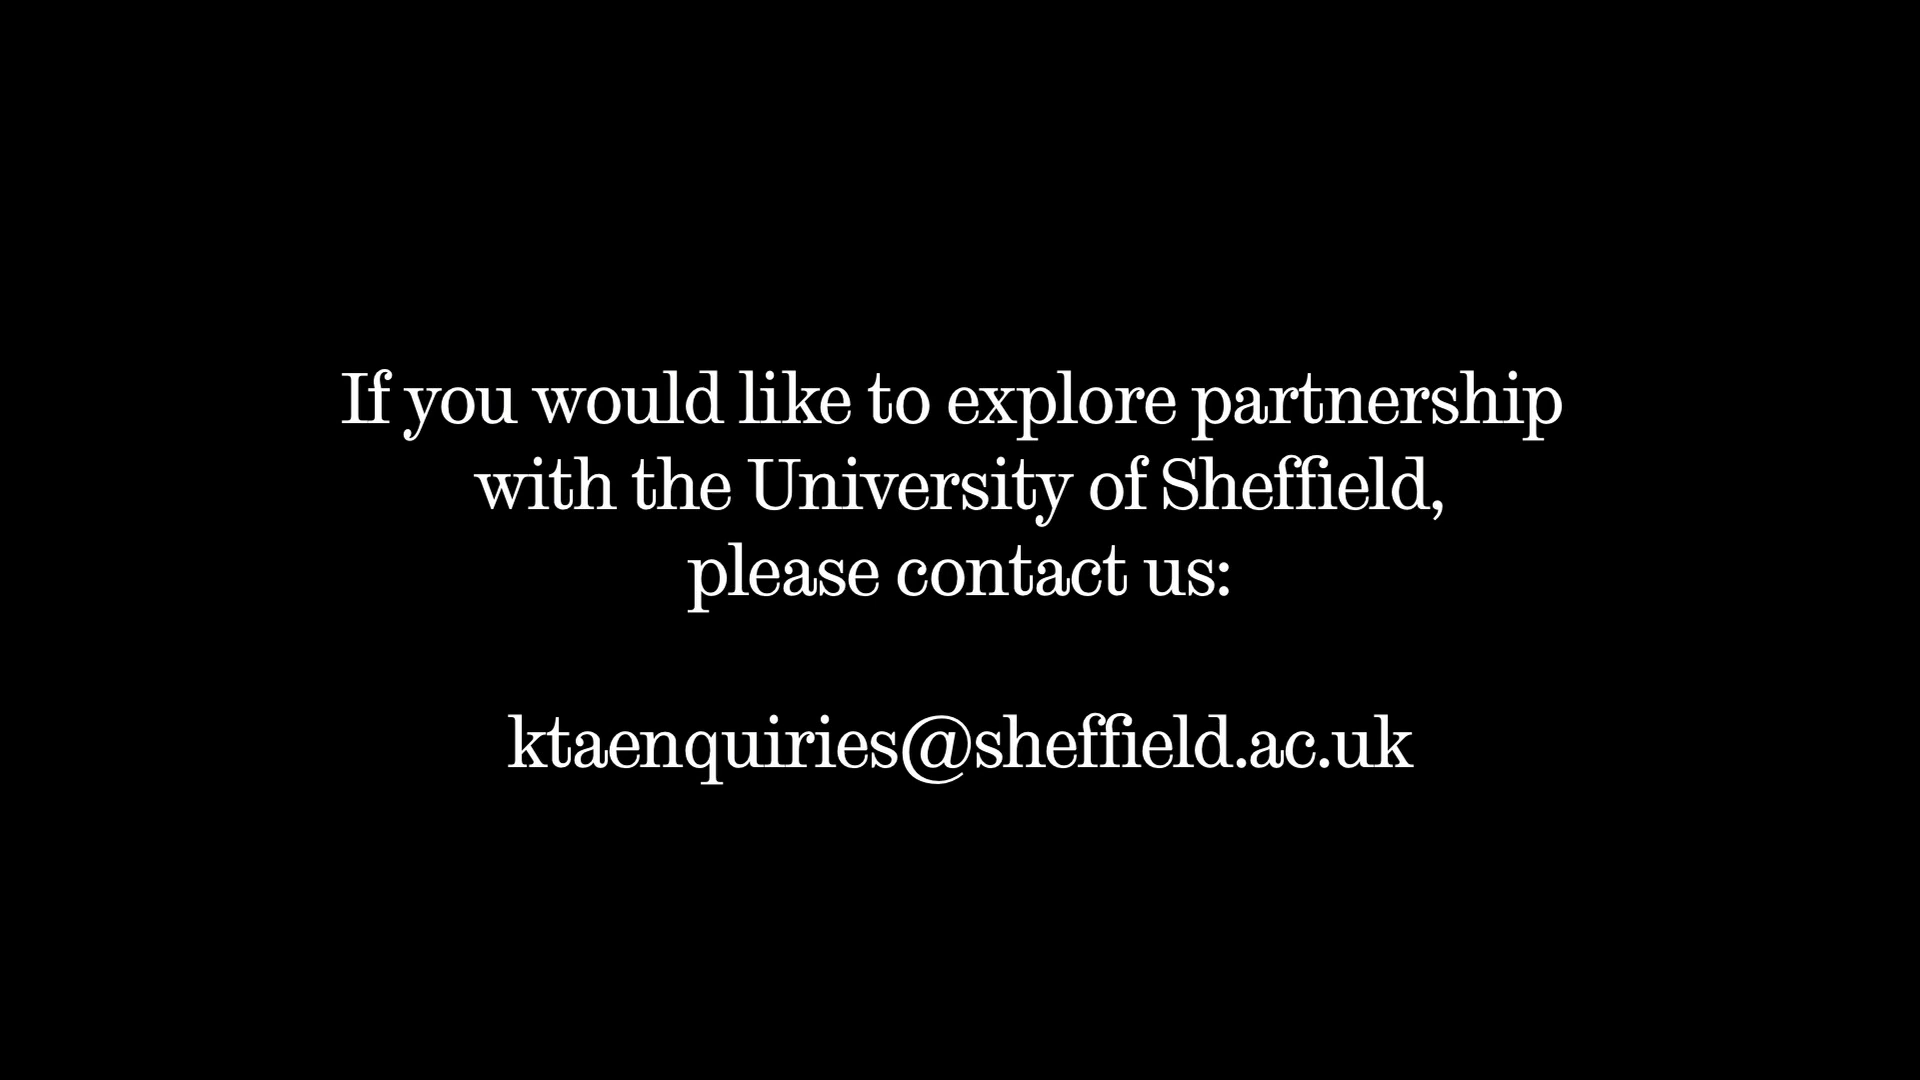 If you would like to explore partnership
with the University of Sheffield,
please contact us:
ktaenquiries@sheffield.ac.uk